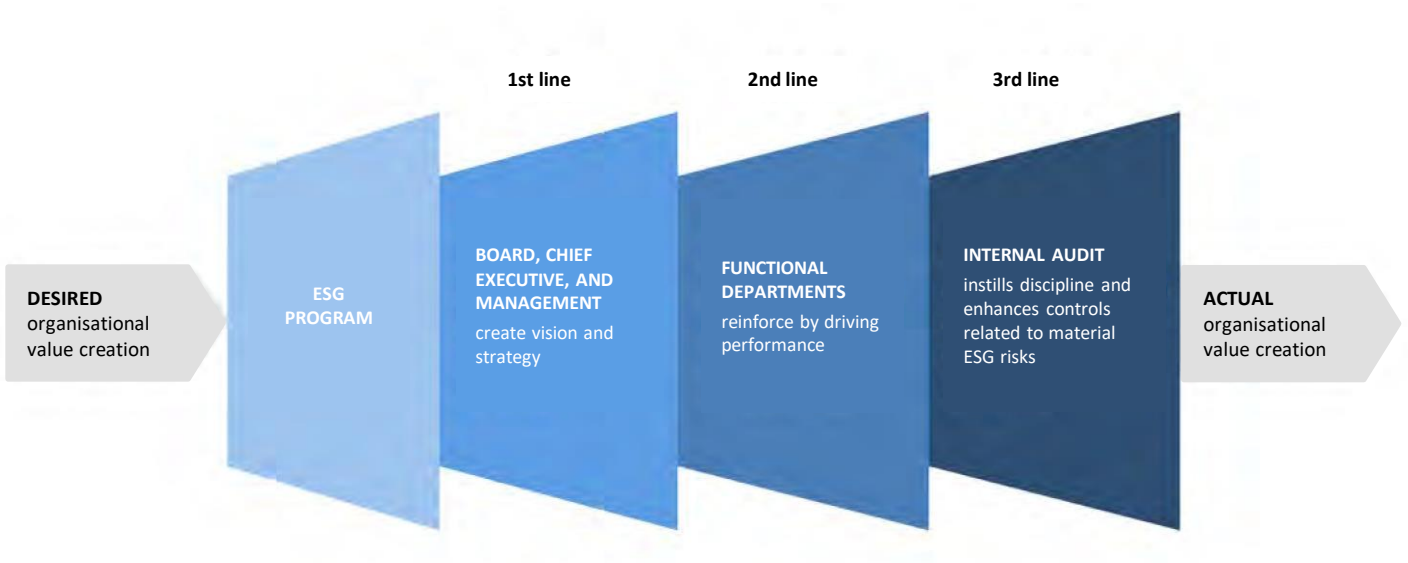 1st line
2nd line
3rd line
DESIRED
organisational
value creation
ESG
PROGRAM
BOARD, CHIEF
EXECUTIVE, AND
MANAGEMENT
create vision and
strategy
FUNCTIONAL
DEPARTMENTS
reinforce by driving
performance
INTERNAL AUDIT
instills discipline and
enhances controls
related to material
ESG risks
ACTUAL
organisational
value creation